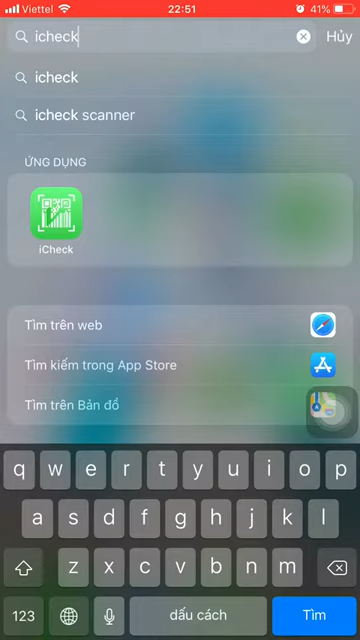 Viettel 22:51 41%
icheck Hủy
icheck
icheck scanner
ỨNG DỤNG
iCheck
Tìm trên web
Tìm kiếm trong App Store
Tìm trên Bản đồ
q w e r t y u i o p
a s d f g h j k l
z x c v b n m
123 dấu cách Tìm